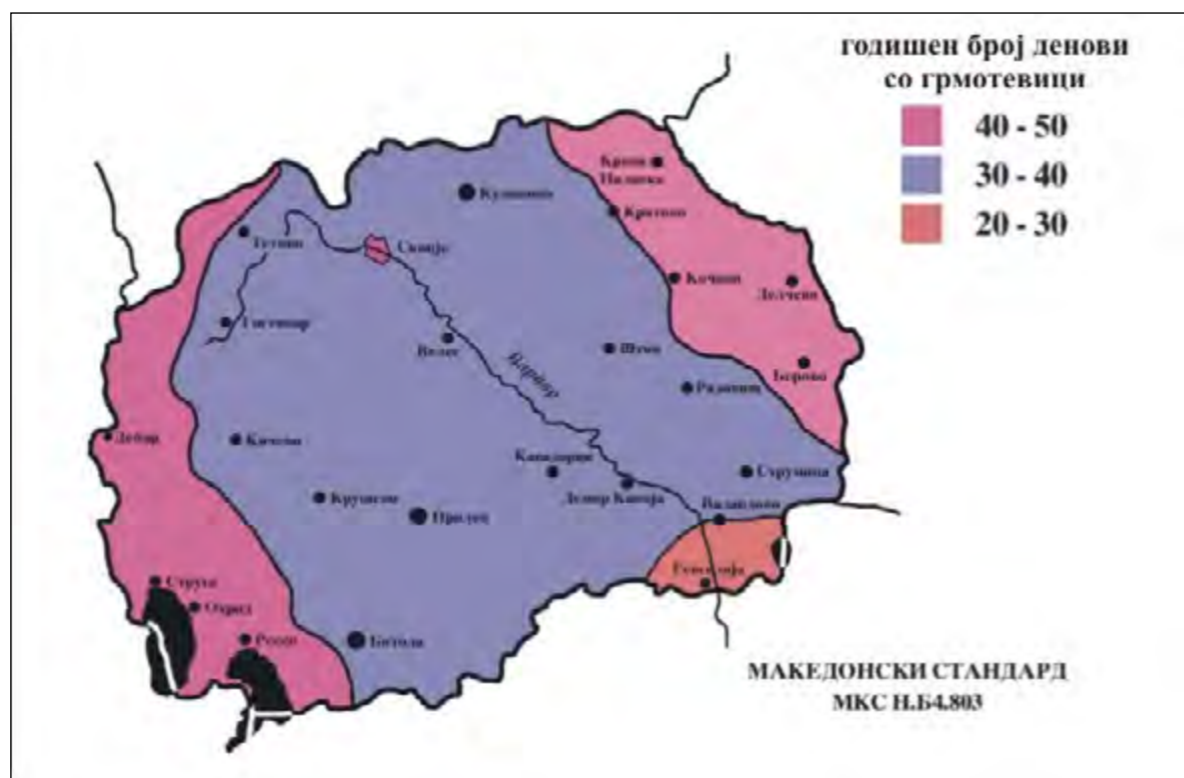 годишен број денови
со грмотевици
40 - 50
30 - 40
20 - 30
Крива
Паланка
Куманово
Кратово
Тетово
Скопје
Кочани
Делчево
Гостивар
Велес
Штип
Вардар
Берово
Радовиш
Дебар
Кичево
Кавадарци
Струмица
Крушево
Демир Капија
Прилеп
Валандово
Гевгелија
Струга
Охрид
Ресен
Битола
МАКЕДОНСКИ СТАНДАРД
МКС Н.Б4.803